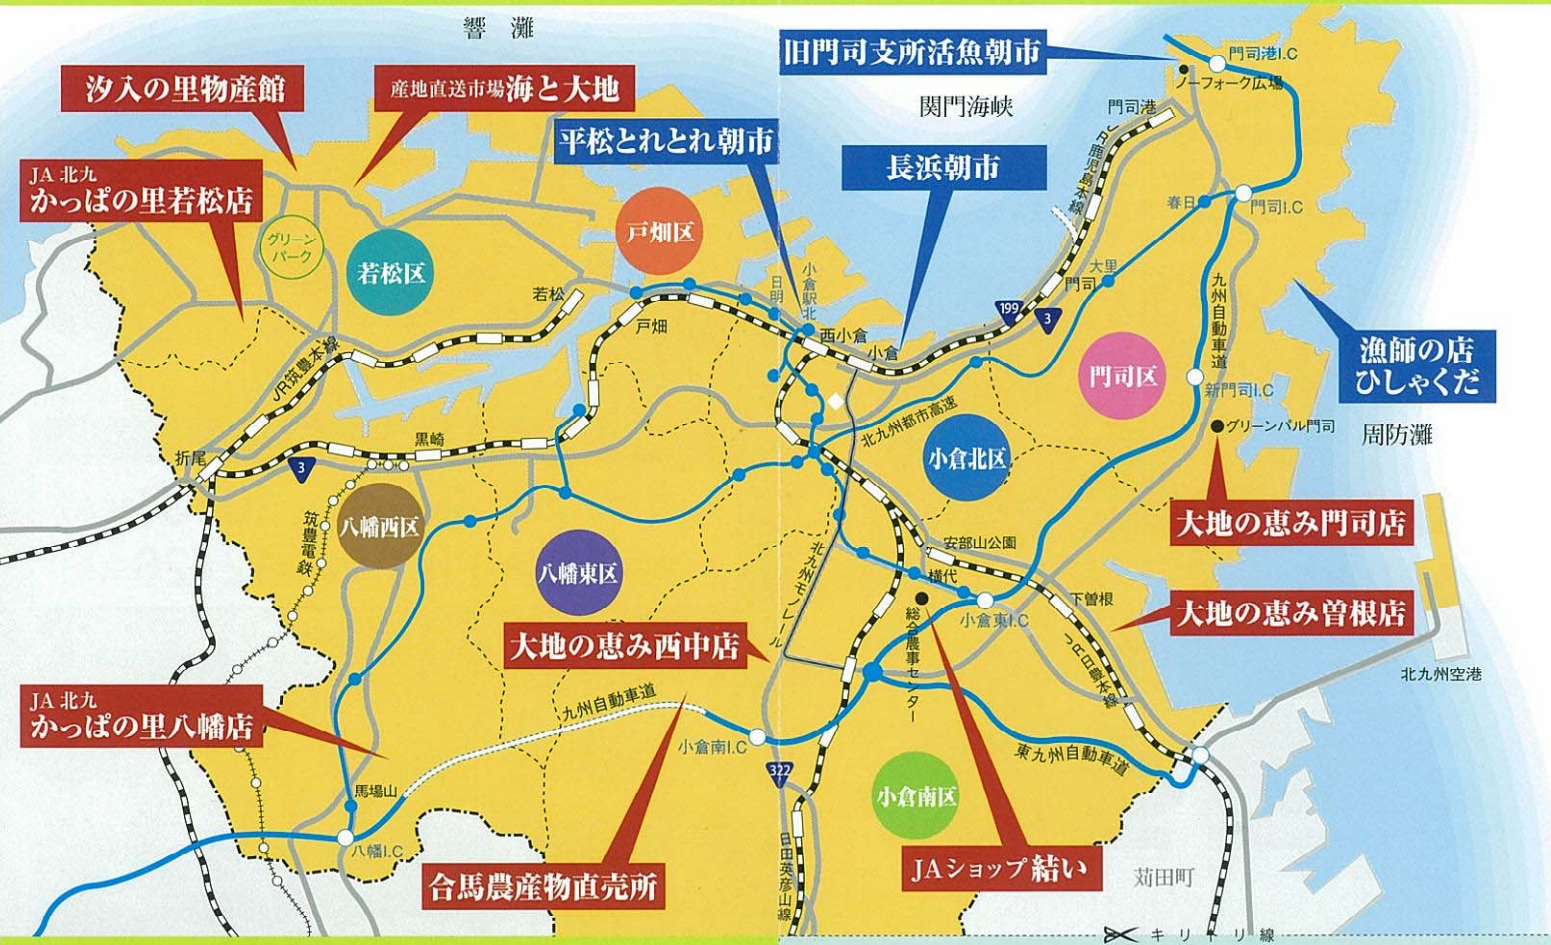 響灘
旧門司支所活魚朝市
門司港I.C
ノーフォーク広場
汐入の里物産館
産地直送市場海と大地
関門海峡
門司港
JR鹿児島本線
平松とれとれ朝市
長浜朝市
JA北九
かっぱの里若松店
戸畑区
春日
門司I.C
グリーン
パーク
若松区
小倉駅北
日明
大里
門司
九州自動車道
若松
199
3
戸畑
西小倉
小倉
漁師の店
ひしゃくだ
JR筑豊本線
門司区
新門司I.C
北九州都市高速
グリーンパル門司
周防灘
黒崎
折尾
3
小倉北区
八幡西区
大地の恵み門司店
筑豊電鉄
八幡東区
北九州モノレール
安部山公園
横代
下曽根
大地の恵み曽根店
総合農事センター
小倉東I.C
大地の恵み西中店
JR日豊本線
北九州空港
JA北九
かっぱの里八幡店
九州自動車道
小倉南I.C
東九州自動車道
322
馬場山
小倉南区
八幡I.C
日田英彦山線
合馬農産物直売所
JAショップ結い
苅田町
キリトリ線